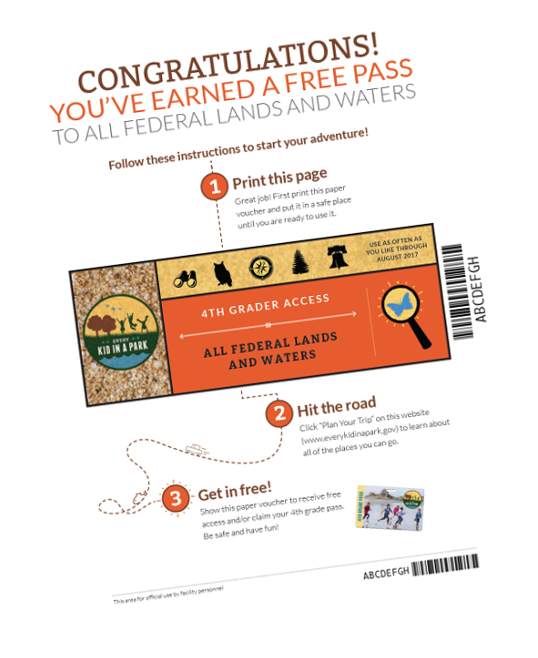 CONGRATULATIONS!
YOU'VE EARNED A FREE PASS
TO ALL FEDERAL LANDS AND WATERS
Follow these instructions to start your adventure!
1 Print this page
Great job! First print this paper
voucher and put it in a safe place
until you are ready to use it.
USE AS OFTEN AS
YOU LIKE THROUGH
AUGUST 2017
EVERY
KID IN A PARK
4TH GRADER ACCESS
ALL FEDERAL LANDS
AND WATERS
ABCDEFGH
2 Hit the road
Click "Plan Your Trip" on this website
(www.everykidinapark.gov) to learn about
all of the places you can go.
3 Get in free!
Show this paper voucher to receive free
access and/or claim your 4th grade pass.
Be safe and have fun!
ABCDEFGH
This area for official use by facility personnel